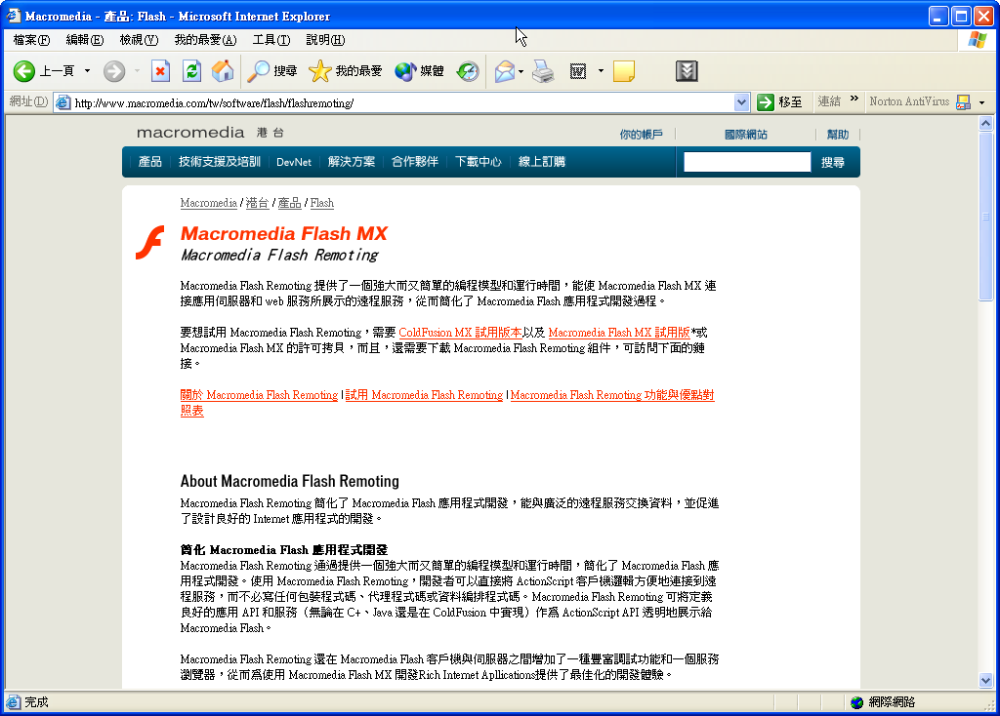 Macromedia - 產品: Flash - Microsoft Internet Explorer
檔案(F) 編輯(E) 檢視(V) 我的最愛(A) 工具(T) 說明(H)
上一頁 搜尋 我的最愛 媒體
網址(D) http://www.macromedia.com/tw/software/flash/flashremoting/ 移至 連結 » Norton AntiVirus
macromedia 港 台 你的帳戶 國際網站 幫助
產品 技術支援及培訓 DevNet 解決方案 合作夥伴 下載中心 線上訂購 搜尋
Macromedia / 港台 / 產品 / Flash
Macromedia Flash MX
Macromedia Flash Remoting
Macromedia Flash Remoting 提供了一個強大而又簡單的編程模型和運行時間，能使 Macromedia Flash MX 連
接應用伺服器和 web 服務所展示的遠程服務，從而簡化了 Macromedia Flash 應用程式開發過程。
要想試用 Macromedia Flash Remoting，需要 ColdFusion MX 試用版本以及 Macromedia Flash MX 試用版*或
Macromedia Flash MX 的許可拷貝，而且，還需要下載 Macromedia Flash Remoting 組件，可訪問下面的鏈
接。
關於 Macromedia Flash Remoting | 試用 Macromedia Flash Remoting | Macromedia Flash Remoting 功能與優點對
照表
About Macromedia Flash Remoting
Macromedia Flash Remoting 簡化了 Macromedia Flash 應用程式開發，能與廣泛的遠程服務交換資料，並促進
了設計良好的 Internet 應用程式的開發。
簡化 Macromedia Flash 應用程式開發
Macromedia Flash Remoting 通過提供一個強大而又簡單的編程模型和運行時間，簡化了 Macromedia Flash 應
用程式開發。使用 Macromedia Flash Remoting，開發者可以直接將 ActionScript 客戶機邏輯方便地連接到遠
程服務，而不必寫任何包裝程式碼、代理程式碼或資料編排程式碼。Macromedia Flash Remoting 可將定義
良好的應用 API 和服務（無論在 C+、Java 還是在 ColdFusion 中實現）作為 ActionScript API 透明地展示給
Macromedia Flash。
Macromedia Flash Remoting 還在 Macromedia Flash 客戶機與伺服器之間增加了一種豐富調試功能和一個服務
瀏覽器，從而為使用 Macromedia Flash MX 開發Rich Internet Apllications提供了最佳化的開發體驗。
完成 網際網路